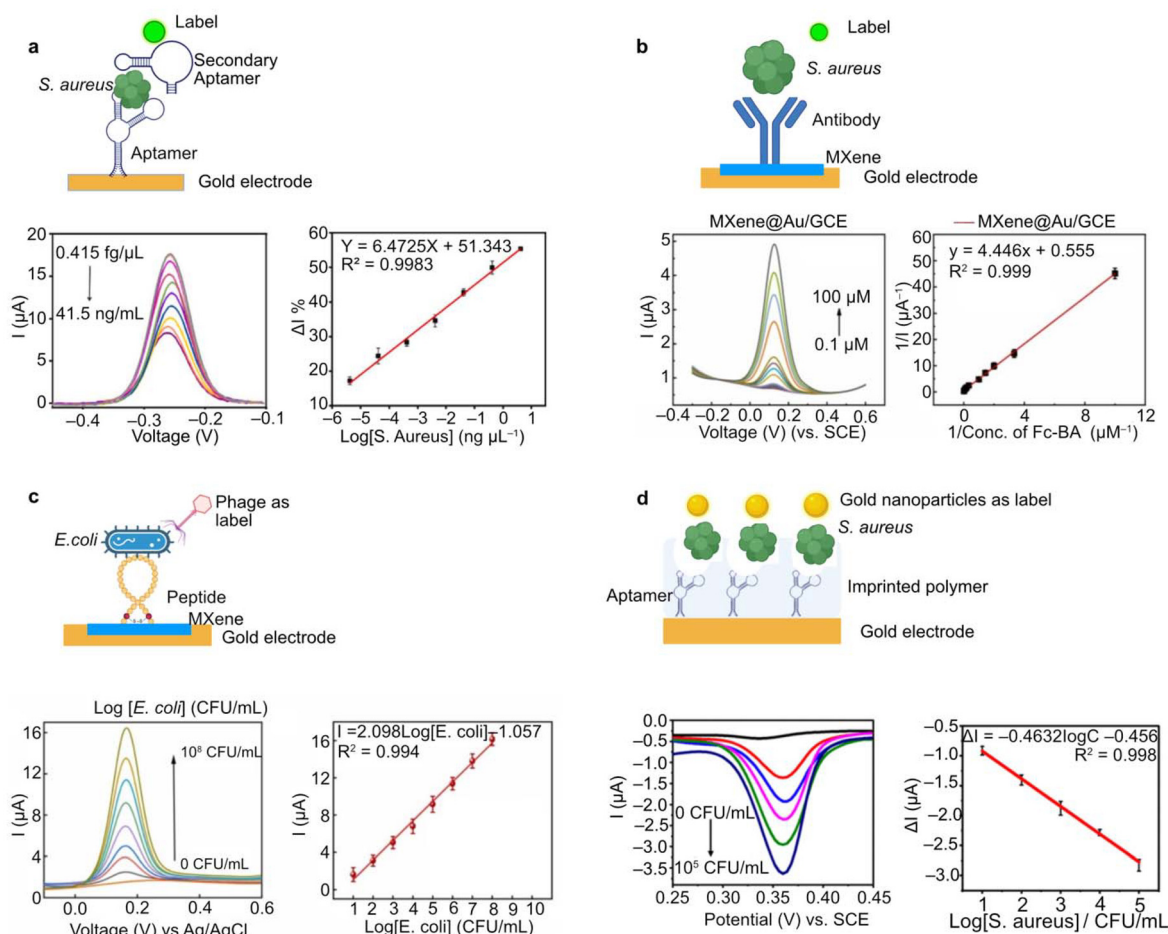 a
Label
Secondary
Aptamer
S. aureus
Aptamer
Gold electrode
20
15
10
5
0
I (µA)
0.415 fg/µL
41.5 ng/mL
−0.4
−0.3
−0.2
−0.1
Voltage (V)
60
50
40
30
20
10
ΔI %
Y = 6.4725X + 51.343
R² = 0.9983
−6
−5
−4
−3
−2
−1
0
1
Log[S. Aureus] (ng µL⁻¹)
b
Label
S. aureus
Antibody
MXene
Gold electrode
MXene@Au/GCE
5
4
3
2
1
I (µA)
100 µM
0.1 µM
−0.2
0.0
0.2
0.4
0.6
Voltage (V) (vs. SCE)
MXene@Au/GCE
60
50
40
30
20
10
0
1/I (µA⁻¹)
y = 4.446x + 0.555
R² = 0.999
0
4
8
12
1/Conc. of Fc-BA (µM⁻¹)
c
Phage as
label
E.coli
Peptide
MXene
Gold electrode
Log [E. coli] (CFU/mL)
16
12
8
4
0
I (µA)
10⁸ CFU/mL
0 CFU/mL
0.0
0.2
0.4
0.6
Voltage (V) vs Ag/AgCl
16
12
8
4
0
I (µA)
I =2.098Log[E. coli]–1.057
R² = 0.994
1 2 3 4 5 6 7 8 9 10
Log[E. coli] (CFU/mL)
d
Gold nanoparticles as label
S. aureus
Aptamer
Imprinted polymer
Gold electrode
0.0
−0.5
−1.0
−1.5
−2.0
−2.5
−3.0
−3.5
I (µA)
0 CFU/mL
10⁵ CFU/mL
0.25
0.30
0.35
0.40
0.45
Potential (V) vs. SCE
−0.5
−1.0
−1.5
−2.0
−2.5
−3.0
ΔI (µA)
ΔI = −0.4632logC −0.456
R² = 0.998
1
2
3
4
5
Log[S. aureus] / CFU/mL